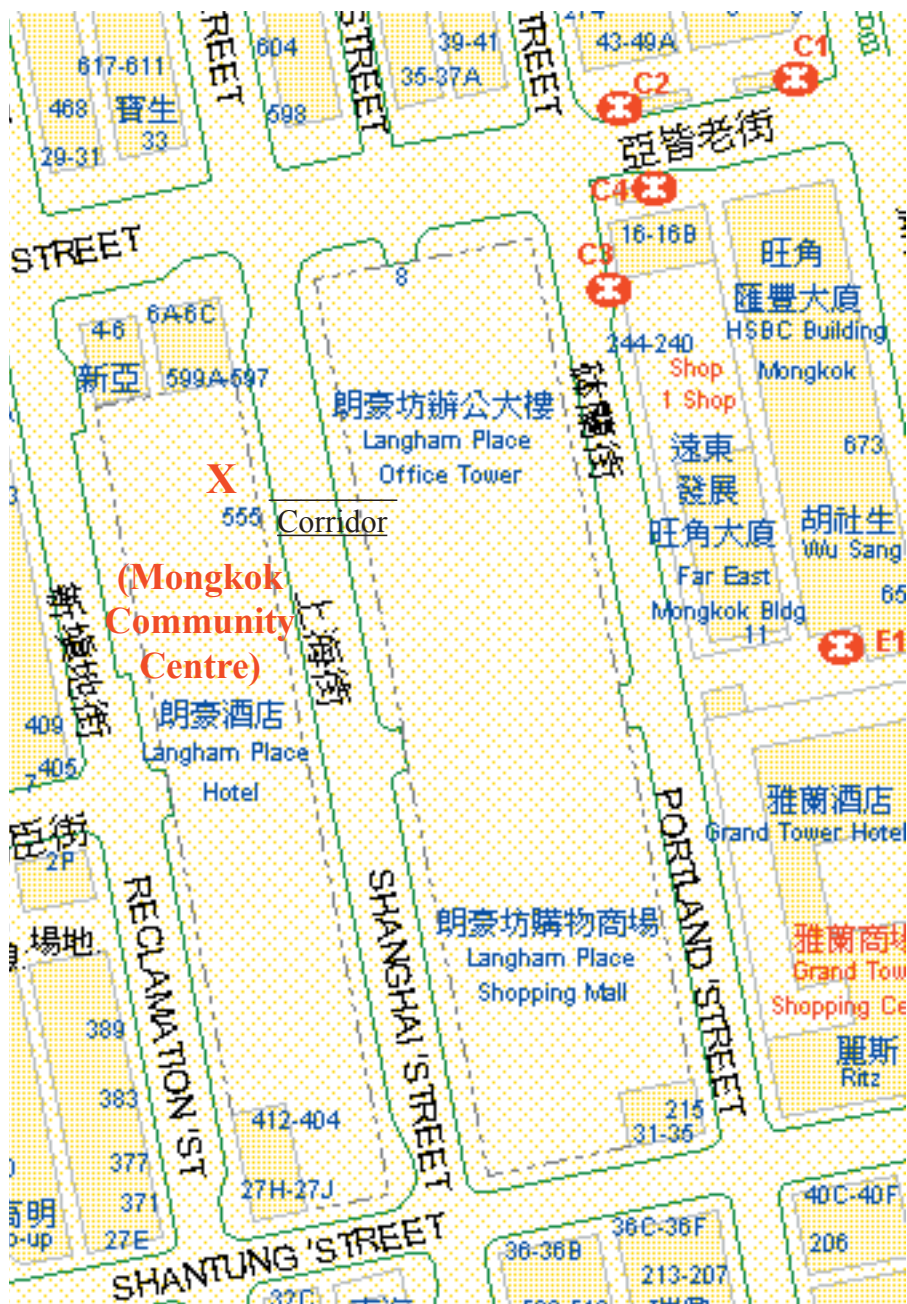 STREET
604
STREET
39-41
STREET
43-49A
C1
617-611
35-37A
C2
468
寶生
598
33
29-31
亞皆老街
C4
STREET
16-16B
C3
旺角
8
匯豐大廈
6A-6C
4-6
HSBC Building
244-240
新亞
599A-597
Shop
Mongkok
1 Shop
朗豪坊辦公大樓
砵蘭街
Langham Place
遠東
673
Office Tower
X
發展
555
Corridor
旺角大廈
胡社生
Wu Sang
(Mongkok
Far East
Community
Mongkok Bldg
11
Centre)
上海街
新填地街
E1
朗豪酒店
409
Langham Place
405
7
Hotel
雅蘭酒店
Grand Tower Hotel
2P
PORTLAND STREET
RECLAMATION ST
SHANGHAI STREET
朗豪坊購物商場
場地
Langham Place
Shopping Mall
雅蘭商場
Grand Tow
Shopping Ce
389
麗斯
Ritz
383
412-404
215
31-35
377
371
27H-27J
27E
高明
40C-40F
36C-36F
36-36B
206
SHANTUNG STREET
213-207
32C